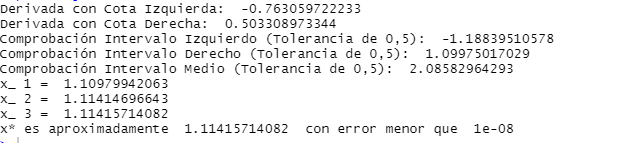 Derivada con Cota Izquierda:  -0.763059722233
Derivada con Cota Derecha:  0.503308973344
Comprobación Intervalo Izquierdo (Tolerancia de 0,5):  -1.18839510578
Comprobación Intervalo Derecho (Tolerancia de 0,5):  1.09975017029
Comprobación Intervalo Medio (Tolerancia de 0,5):  2.08582964293
x_ 1 =  1.10979942063
x_ 2 =  1.11414696643
x_ 3 =  1.11415714082
x* es aproximadamente  1.11415714082  con error menor que  1e-08
>